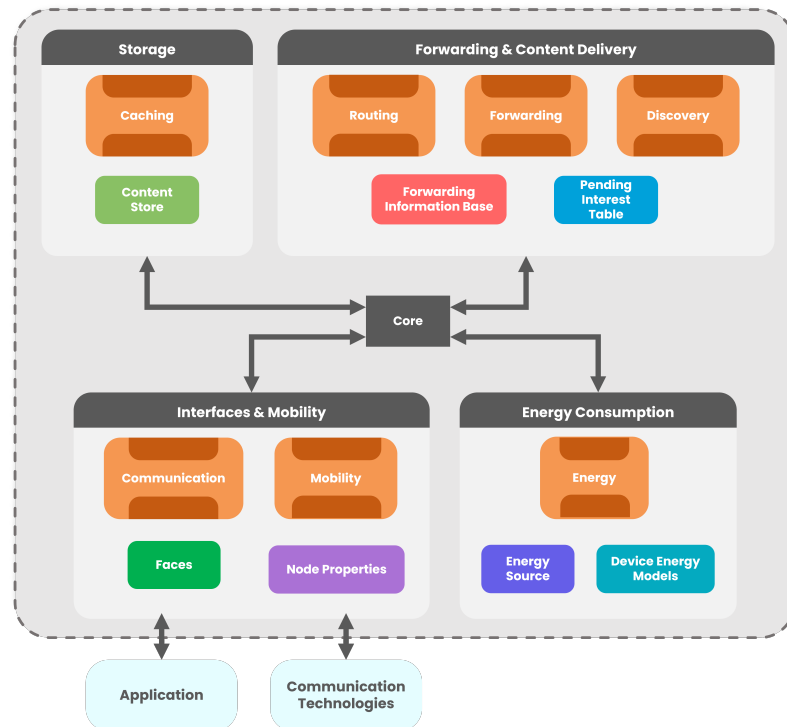 Storage
Forwarding & Content Delivery
Caching
Routing
Forwarding
Discovery
Content
Store
Forwarding
Information Base
Pending
Interest
Table
Core
Interfaces & Mobility
Energy Consumption
Communication
Mobility
Energy
Faces
Node Properties
Energy
Source
Device Energy
Models
Application
Communication
Technologies